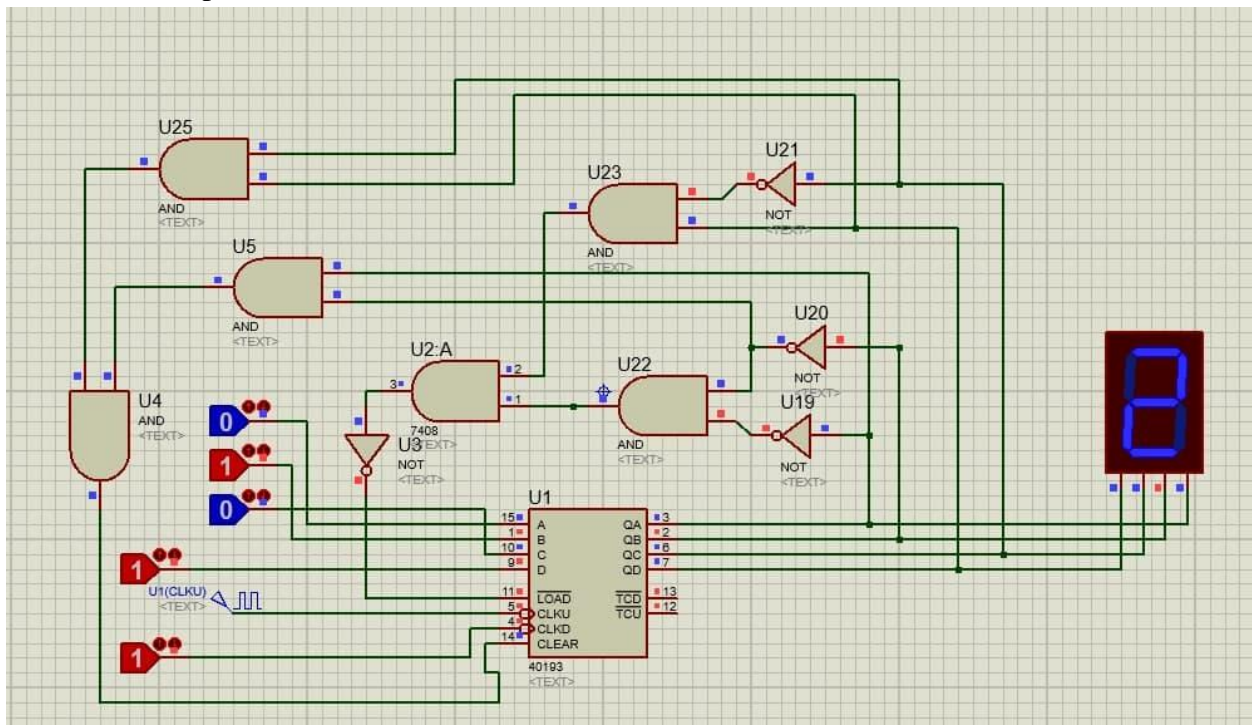 U25
AND
<TEXT>
U5
AND
<TEXT>
U23
AND
<TEXT>
U21
NOT
<TEXT>
U20
NOT
<TEXT>
U2:A
3
2
1
7408
<TEXT>
U22
AND
<TEXT>
U19
NOT
<TEXT>
U4
AND
<TEXT>
U3
NOT
<TEXT>
0
1
0
1
U1(CLKU)
<TEXT>
1
U1
15 A QA 3
1 B QB 2
10 C QC 6
9 D QD 7
11 LOAD TCD 13
5 CLKU TCU 12
4 CLKD
14 CLEAR
40193
<TEXT>